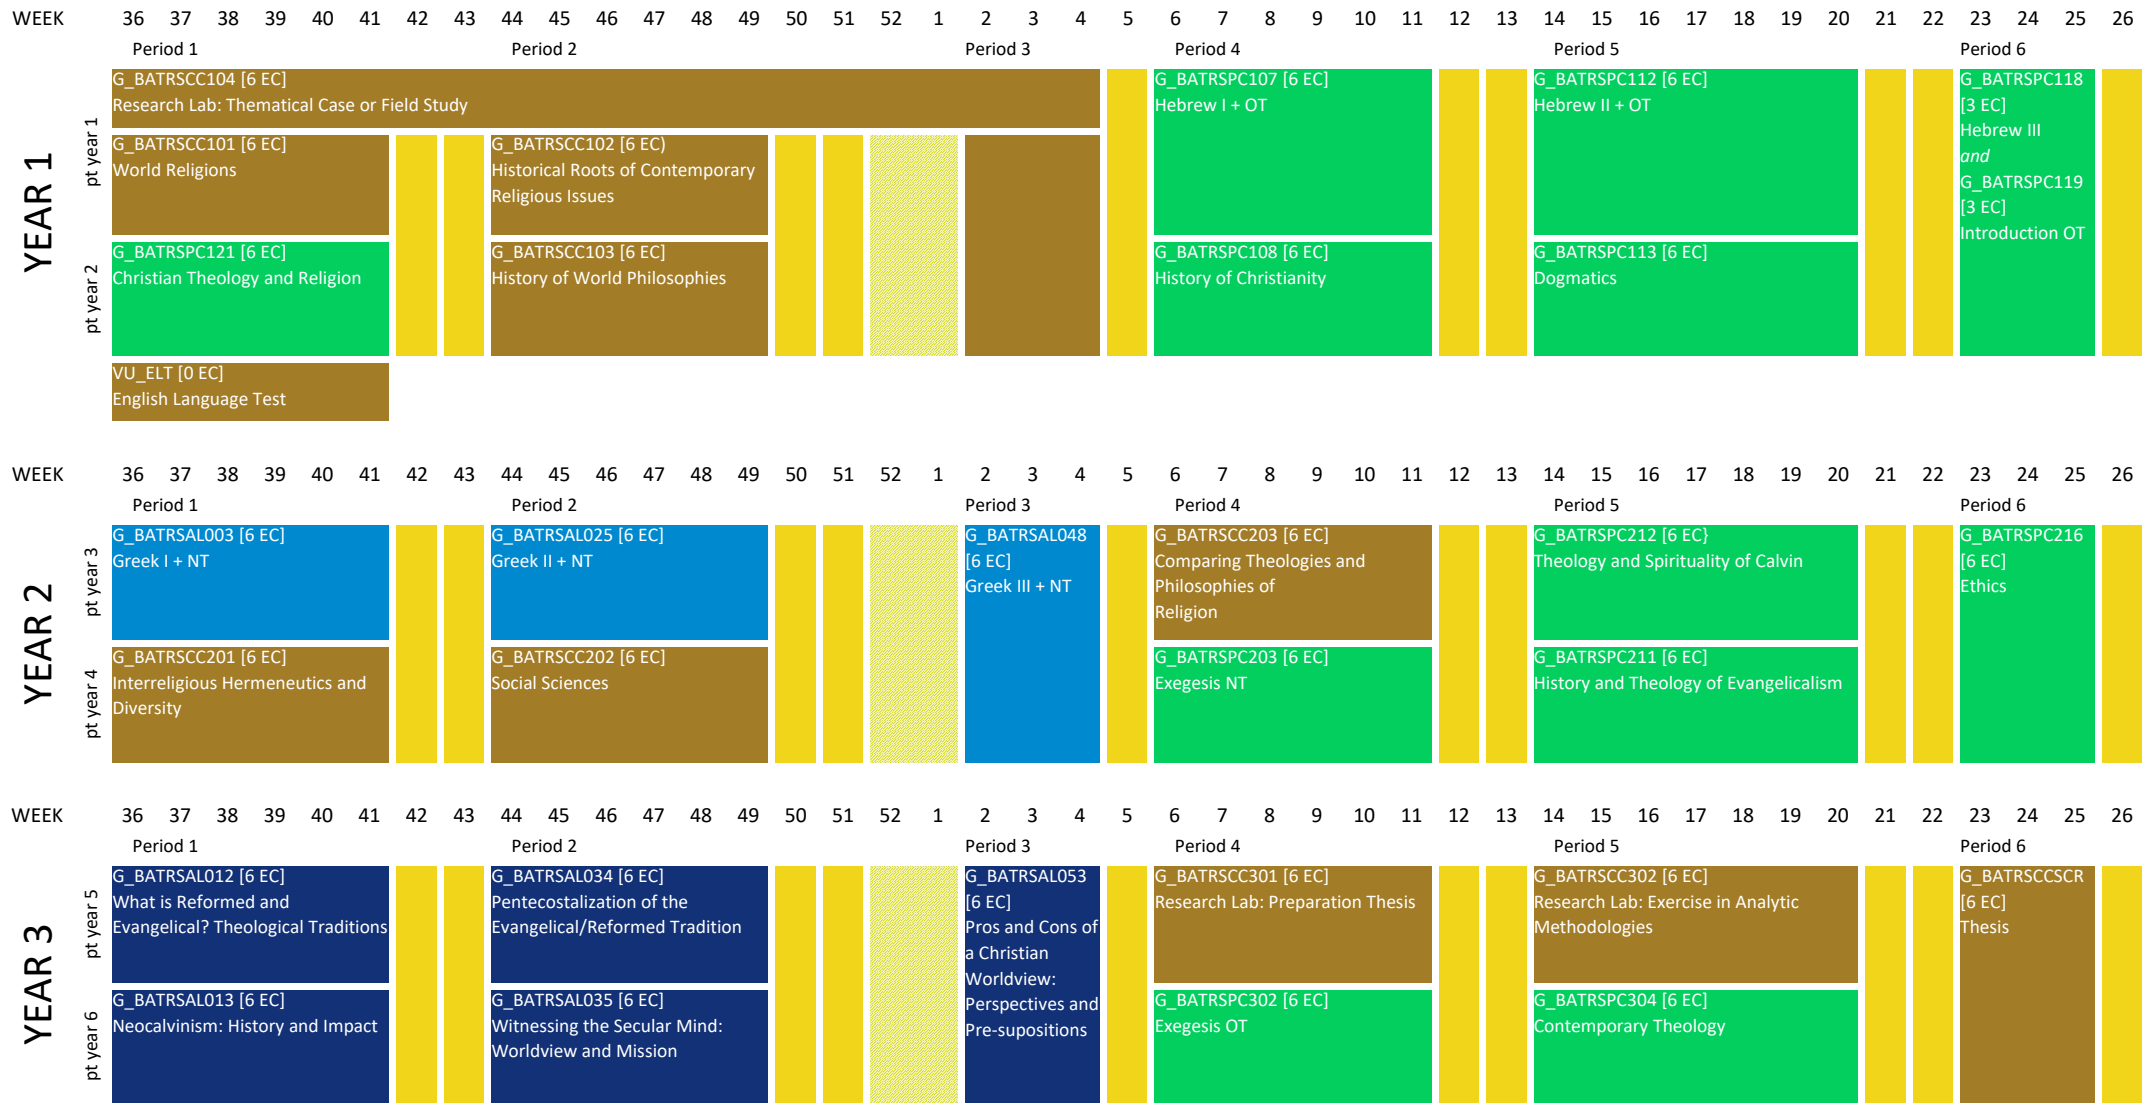 WEEK 36 37 38 39 40 41 42 43 44 45 46 47 48 49 50 51 52 1 2 3 4 5 6 7 8 9 10 11 12 13 14 15 16 17 18 19 20 21 22 23 24 25 26
Period 1 Period 2 Period 3 Period 4 Period 5 Period 6
YEAR 1
pt year 1
pt year 2
G_BATRSCC104 [6 EC]
Research Lab: Thematical Case or Field Study
G_BATRSCC101 [6 EC]
World Religions
G_BATRSCC102 [6 EC)
Historical Roots of Contemporary
Religious Issues
G_BATRSPC107 [6 EC]
Hebrew I + OT
G_BATRSPC112 [6 EC]
Hebrew II + OT
G_BATRSPC118
[3 EC]
Hebrew III
and
G_BATRSPC119
[3 EC]
Introduction OT
G_BATRSPC121 [6 EC]
Christian Theology and Religion
G_BATRSCC103 [6 EC]
History of World Philosophies
G_BATRSPC108 [6 EC]
History of Christianity
G_BATRSPC113 [6 EC]
Dogmatics
VU_ELT [0 EC]
English Language Test
WEEK 36 37 38 39 40 41 42 43 44 45 46 47 48 49 50 51 52 1 2 3 4 5 6 7 8 9 10 11 12 13 14 15 16 17 18 19 20 21 22 23 24 25 26
Period 1 Period 2 Period 3 Period 4 Period 5 Period 6
YEAR 2
pt year 3
pt year 4
G_BATRSAL003 [6 EC]
Greek I + NT
G_BATRSAL025 [6 EC]
Greek II + NT
G_BATRSAL048
[6 EC]
Greek III + NT
G_BATRSCC203 [6 EC]
Comparing Theologies and
Philosophies of
Religion
G_BATRSPC212 [6 EC}
Theology and Spirituality of Calvin
G_BATRSPC216
[6 EC]
Ethics
G_BATRSCC201 [6 EC]
Interreligious Hermeneutics and
Diversity
G_BATRSCC202 [6 EC]
Social Sciences
G_BATRSPC203 [6 EC]
Exegesis NT
G_BATRSPC211 [6 EC]
History and Theology of Evangelicalism
WEEK 36 37 38 39 40 41 42 43 44 45 46 47 48 49 50 51 52 1 2 3 4 5 6 7 8 9 10 11 12 13 14 15 16 17 18 19 20 21 22 23 24 25 26
Period 1 Period 2 Period 3 Period 4 Period 5 Period 6
YEAR 3
pt year 5
pt year 6
G_BATRSAL012 [6 EC]
What is Reformed and
Evangelical? Theological Traditions
G_BATRSAL034 [6 EC]
Pentecostalization of the
Evangelical/Reformed Tradition
G_BATRSAL053
[6 EC]
Pros and Cons of
a Christian
Worldview:
Perspectives and
Pre-supositions
G_BATRSCC301 [6 EC]
Research Lab: Preparation Thesis
G_BATRSCC302 [6 EC]
Research Lab: Exercise in Analytic
Methodologies
G_BATRSCCSCR
[6 EC]
Thesis
G_BATRSAL013 [6 EC]
Neocalvinism: History and Impact
G_BATRSAL035 [6 EC]
Witnessing the Secular Mind:
Worldview and Mission
G_BATRSPC302 [6 EC]
Exegesis OT
G_BATRSPC304 [6 EC]
Contemporary Theology